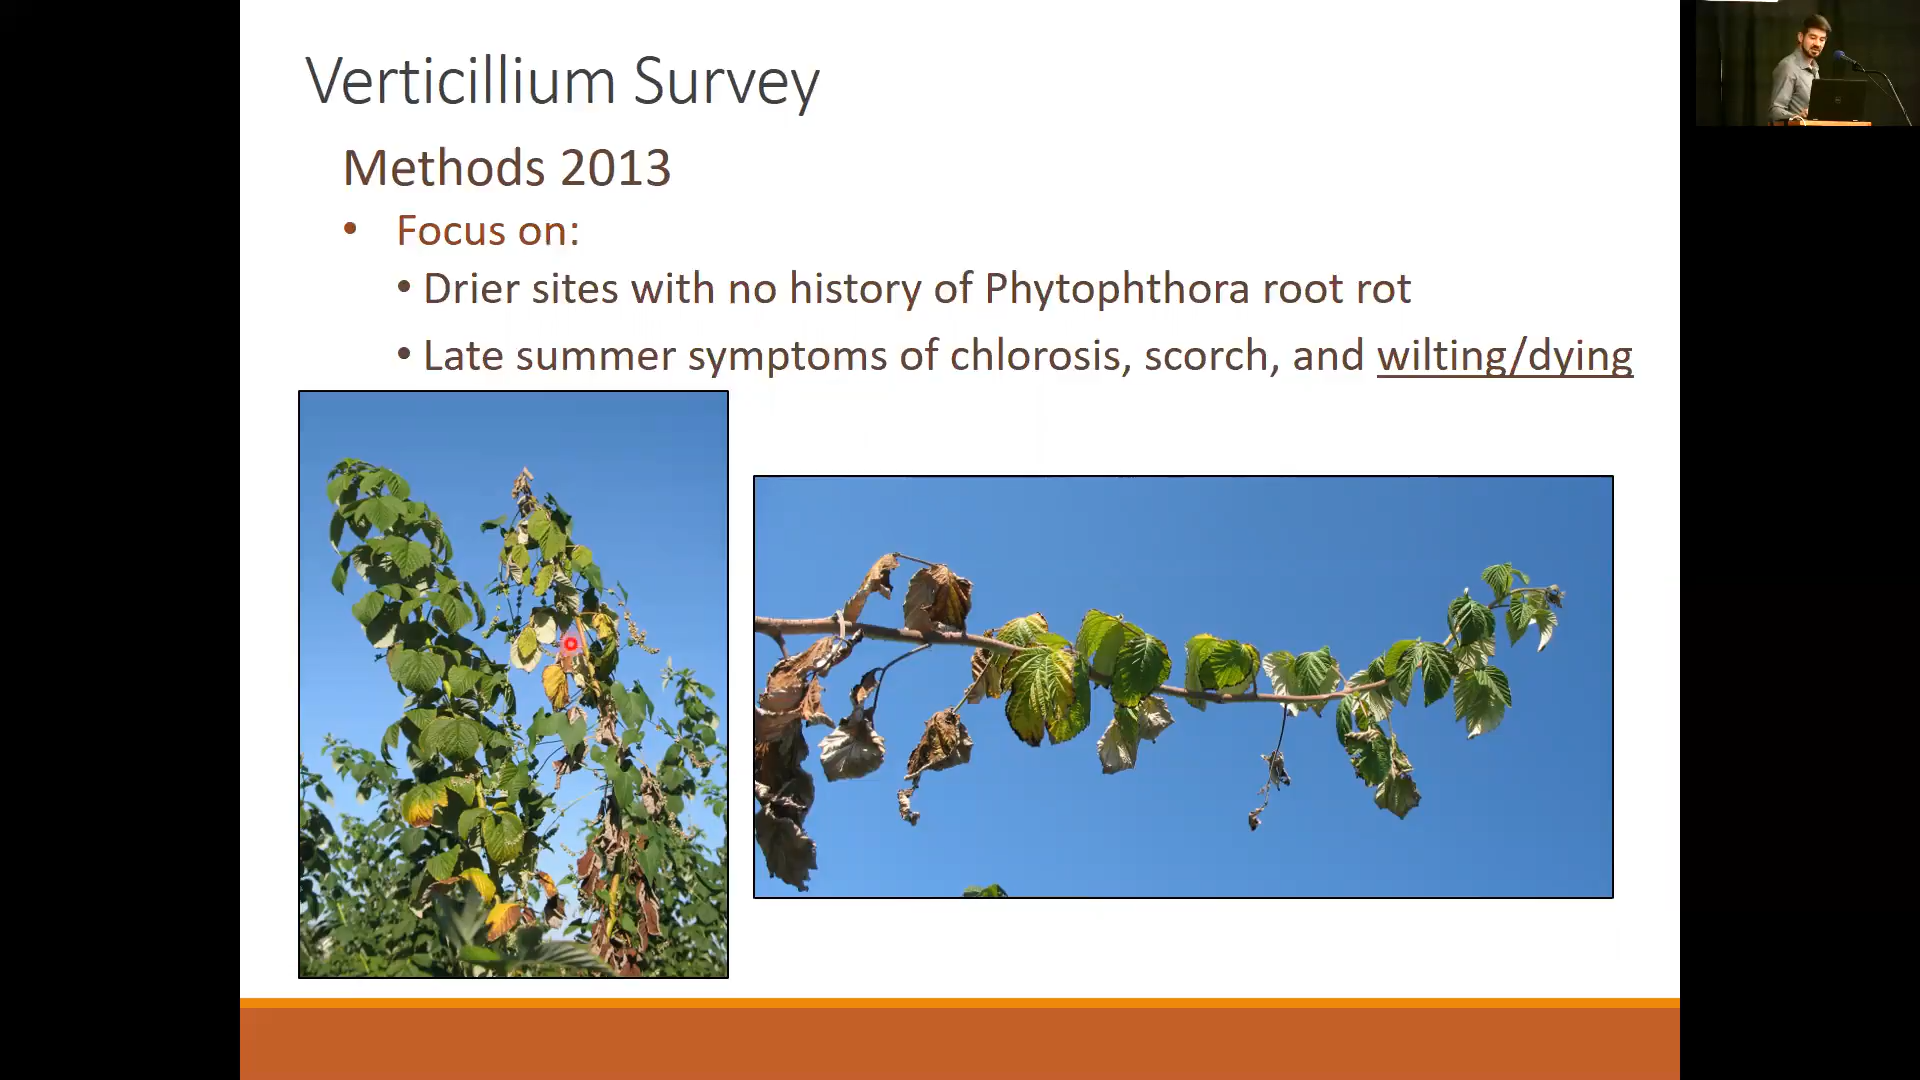 Verticillium Survey
Methods 2013
• Focus on:
• Drier sites with no history of Phytophthora root rot
• Late summer symptoms of chlorosis, scorch, and wilting/dying